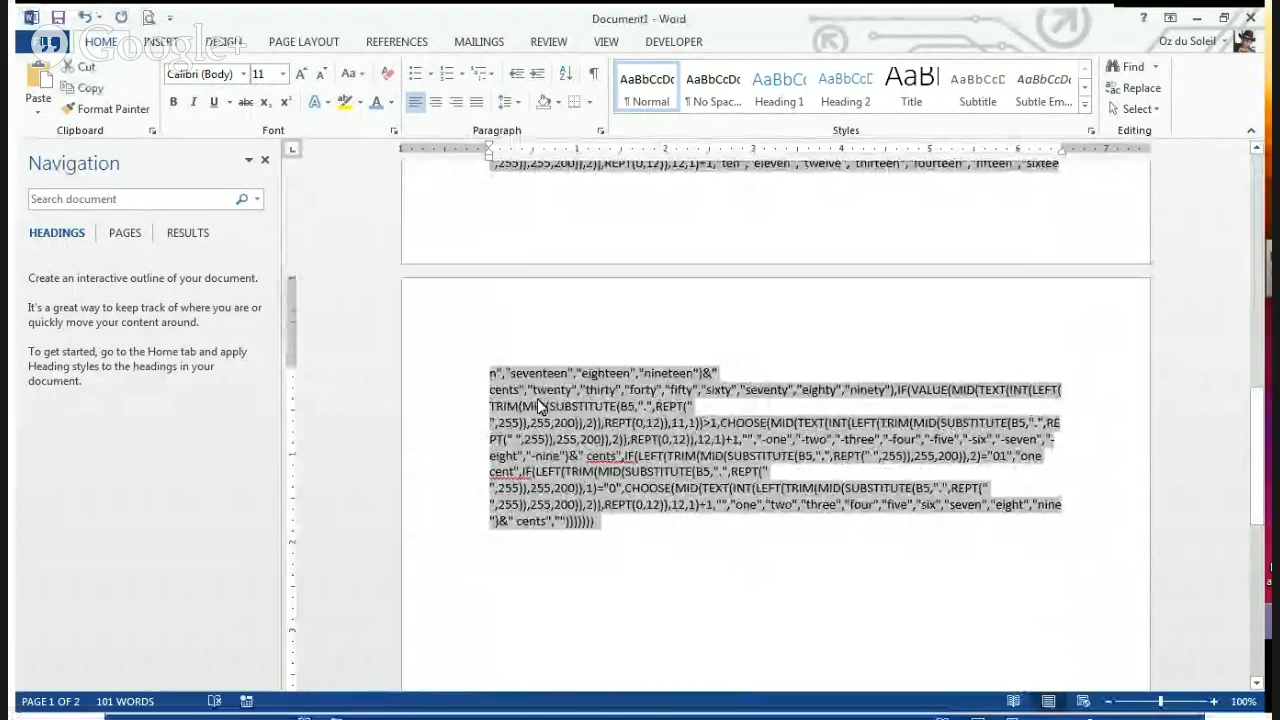 Document1 - Word
Google+
HOME INSERT DESIGN PAGE LAYOUT REFERENCES MAILINGS REVIEW VIEW DEVELOPER
Oz du Soleil
Paste
Cut
Copy
Format Painter
Calibri (Body) 11
AaBbCcDc AaBbCcDc AaBbCc AaBbCc AaBl AaBbCc AaBbCcDc
¶ Normal ¶ No Spac... Heading 1 Heading 2 Title Subtitle Subtle Em...
Find
Replace
Select
Clipboard Font Paragraph Styles Editing
Navigation
Search document
HEADINGS PAGES RESULTS
Create an interactive outline of your document.
It's a great way to keep track of where you are or
quickly move your content around.
To get started, go to the Home tab and apply
Heading styles to the headings in your
document.
",255)),255,200)),2)),REPT(0,12)),12,1)+1,"ten","eleven","twelve","thirteen","fourteen","fifteen","sixtee
n","seventeen","eighteen","nineteen")&"
cents","twenty","thirty","forty","fifty","sixty","seventy","eighty","ninety"),IF(VALUE(MID(TEXT(INT(LEFT(
TRIM(MID(SUBSTITUTE(B5,".",REPT("
",255)),255,200)),2)),REPT(0,12)),11,1))>1,CHOOSE(MID(TEXT(INT(LEFT(TRIM(MID(SUBSTITUTE(B5,".",RE
PT(" ",255)),255,200)),2)),REPT(0,12)),12,1)+1,"","-one","-two","-three","-four","-five","-six","-seven","-
eight","-nine")&" cents",IF(LEFT(TRIM(MID(SUBSTITUTE(B5,".",REPT(" ",255)),255,200)),2)="01","one
cent",IF(LEFT(TRIM(MID(SUBSTITUTE(B5,".",REPT("
",255)),255,200)),1)="0",CHOOSE(MID(TEXT(INT(LEFT(TRIM(MID(SUBSTITUTE(B5,".",REPT("
",255)),255,200)),2)),REPT(0,12)),12,1)+1,"","one","two","three","four","five","six","seven","eight","nine
")&" cents","")))))))
PAGE 1 OF 2 101 WORDS
100%